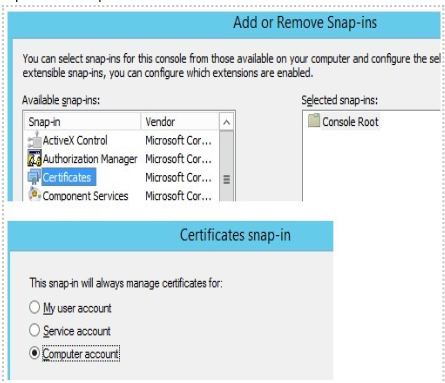 Add or Remove Snap-ins
You can select snap-ins for this console from those available on your computer and configure the sel
extensible snap-ins, you can configure which extensions are enabled.
Available snap-ins:
Selected snap-ins:
Snap-in Vendor
Console Root
ActiveX Control Microsoft Cor...
Authorization Manager Microsoft Cor...
Certificates Microsoft Cor...
Component Services Microsoft Cor...
Certificates snap-in
This snap-in will always manage certificates for:
My user account
Service account
Computer account